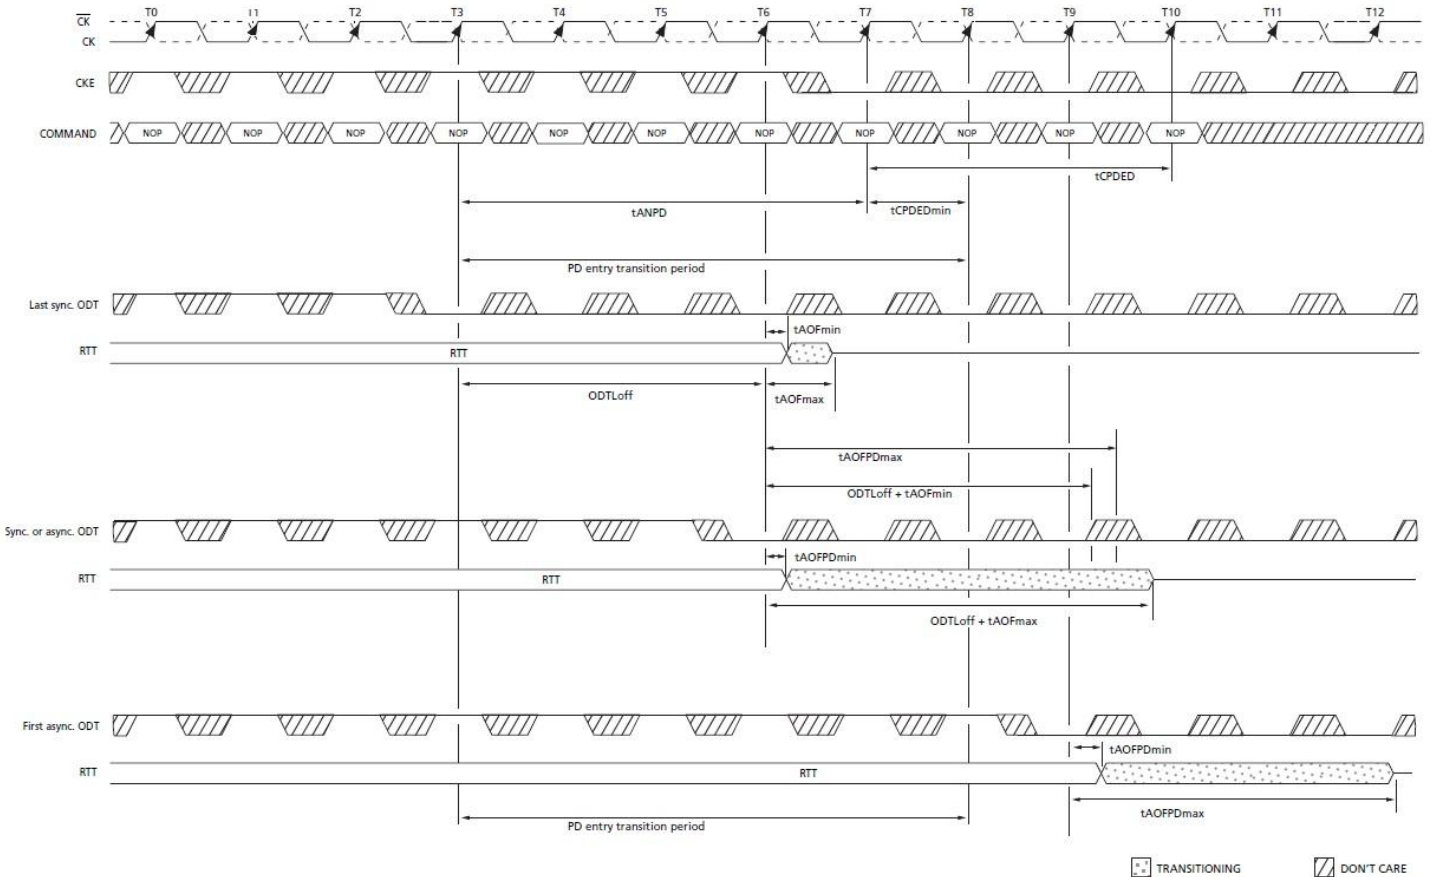 T0 T1 T2 T3 T4 T5 T6 T7 T8 T9 T10 T11 T12
CK
CK
CKE
COMMAND NOP NOP NOP NOP NOP NOP NOP NOP NOP NOP NOP
tCPDED
tANPD tCPDEDmin
PD entry transition period
Last sync. ODT
tAOFmin
RTT RTT
ODTLoff tAOFmax
tAOFPDmax
ODTLoff + tAOFmin
Sync. or async. ODT
tAOFPDmin
RTT RTT
ODTLoff + tAOFmax
First async. ODT
tAOFPDmin
RTT RTT
tAOFPDmax
PD entry transition period
TRANSITIONING DON'T CARE